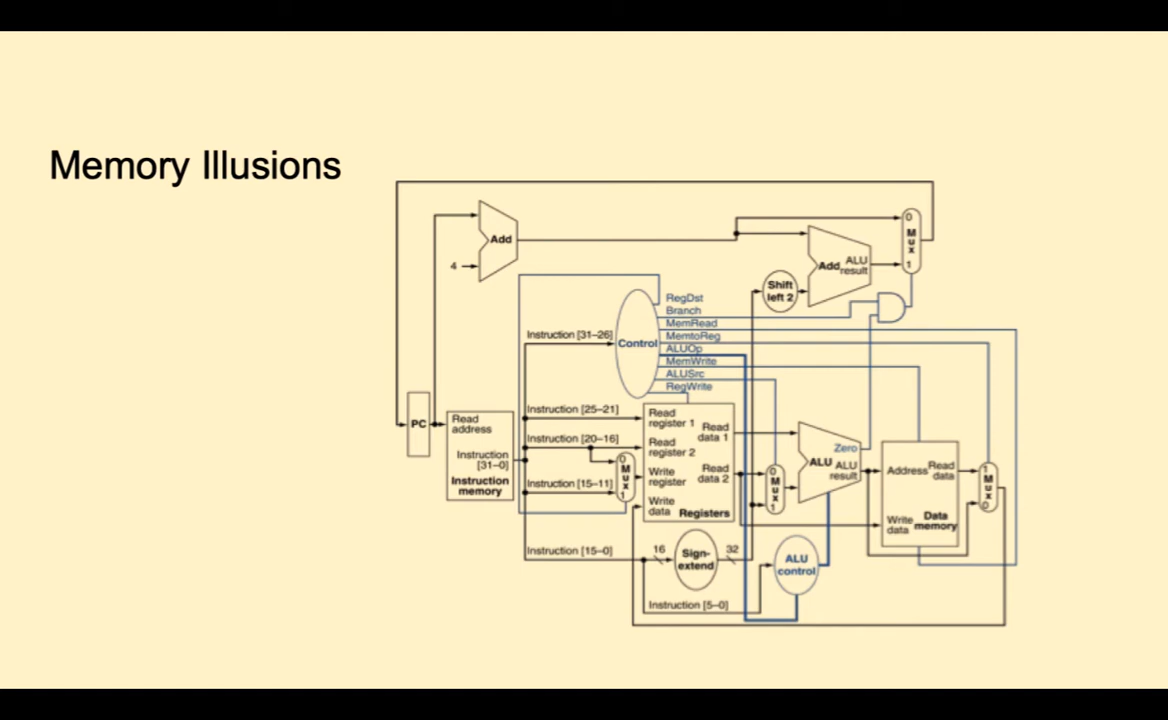 Memory Illusions
Add
4
0
M
u
x
1
Add ALU
result
Shift
left 2
RegDst
Branch
MemRead
MemtoReg
ALUOp
MemWrite
ALUSrc
RegWrite
Control
Instruction [31–26]
PC
Read
address
Instruction
[31–0]
Instruction
memory
Instruction [25–21]
Instruction [20–16]
Instruction [15–11]
0
M
u
x
1
Read
register 1
Read
register 2
Write
register
Write
data
Read
data 1
Read
data 2
Registers
0
M
u
x
1
Zero
ALU
ALU
result
Address
Read
data
Write
data
Data
memory
1
M
u
x
0
Instruction [15–0]
16
Sign-
extend
32
ALU
control
Instruction [5–0]